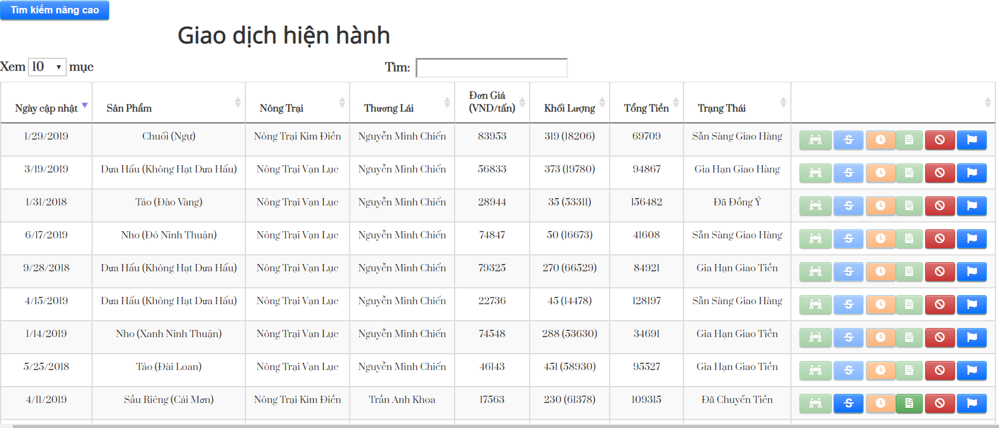 Tìm kiếm nâng cao
Giao dịch hiện hành
Xem 10 mục Tìm:
Ngày cập nhật Sản Phẩm Nông Trại Thương Lái Đơn Giá (VND/tấn) Khối Lượng Tổng Tiền Trạng Thái
1/29/2019 Chuối (Ngự) Nông Trại Kim Điền Nguyễn Minh Chiến 83953 319 (18206) 69709 Sẵn Sàng Giao Hàng
3/19/2019 Dưa Hấu (Không Hạt Dưa Hấu) Nông Trại Vạn Lục Nguyễn Minh Chiến 56833 373 (19780) 94867 Gia Hạn Giao Hàng
1/31/2018 Táo (Đào Vàng) Nông Trại Vạn Lục Nguyễn Minh Chiến 28944 35 (53311) 156482 Đã Đồng Ý
6/17/2019 Nho (Đỏ Ninh Thuận) Nông Trại Vạn Lục Nguyễn Minh Chiến 74847 50 (16673) 41608 Sẵn Sàng Giao Hàng
9/28/2018 Dưa Hấu (Không Hạt Dưa Hấu) Nông Trại Vạn Lục Nguyễn Minh Chiến 79325 270 (66529) 84921 Gia Hạn Giao Tiền
4/15/2019 Dưa Hấu (Không Hạt Dưa Hấu) Nông Trại Vạn Lục Nguyễn Minh Chiến 22736 45 (14478) 128197 Sẵn Sàng Giao Hàng
1/14/2019 Nho (Xanh Ninh Thuận) Nông Trại Vạn Lục Nguyễn Minh Chiến 74548 288 (53630) 34691 Gia Hạn Giao Tiền
5/25/2018 Táo (Đài Loan) Nông Trại Vạn Lục Nguyễn Minh Chiến 46143 451 (58930) 95527 Gia Hạn Giao Tiền
4/11/2019 Sầu Riêng (Cái Mơn) Nông Trại Kim Điền Trần Anh Khoa 17563 230 (61378) 109315 Đã Chuyển Tiền